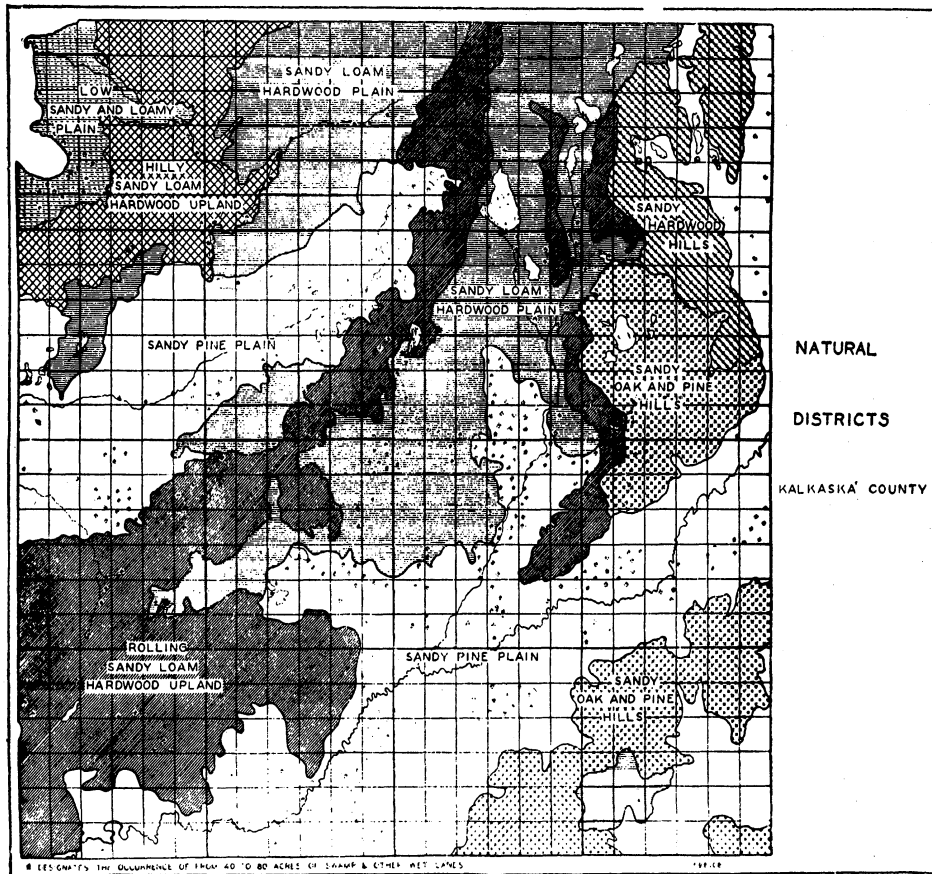 SANDY LOAM
HARDWOOD PLAIN
LOW
SANDY AND LOAMY
PLAIN
HILLY
SANDY LOAM
HARDWOOD UPLAND
SANDY
HARDWOOD
HILLS
SANDY LOAM
HARDWOOD PLAIN
SANDY PINE PLAIN
SANDY
OAK AND PINE
HILLS
NATURAL
DISTRICTS
KALKASKA COUNTY
ROLLING
SANDY LOAM
HARDWOOD UPLAND
SANDY PINE PLAIN
SANDY
OAK AND PINE
HILLS
DESIGNATES THE OCCURRENCE OF FROM 40 TO 80 ACRES OF SWAMP & OTHER WET LANDS